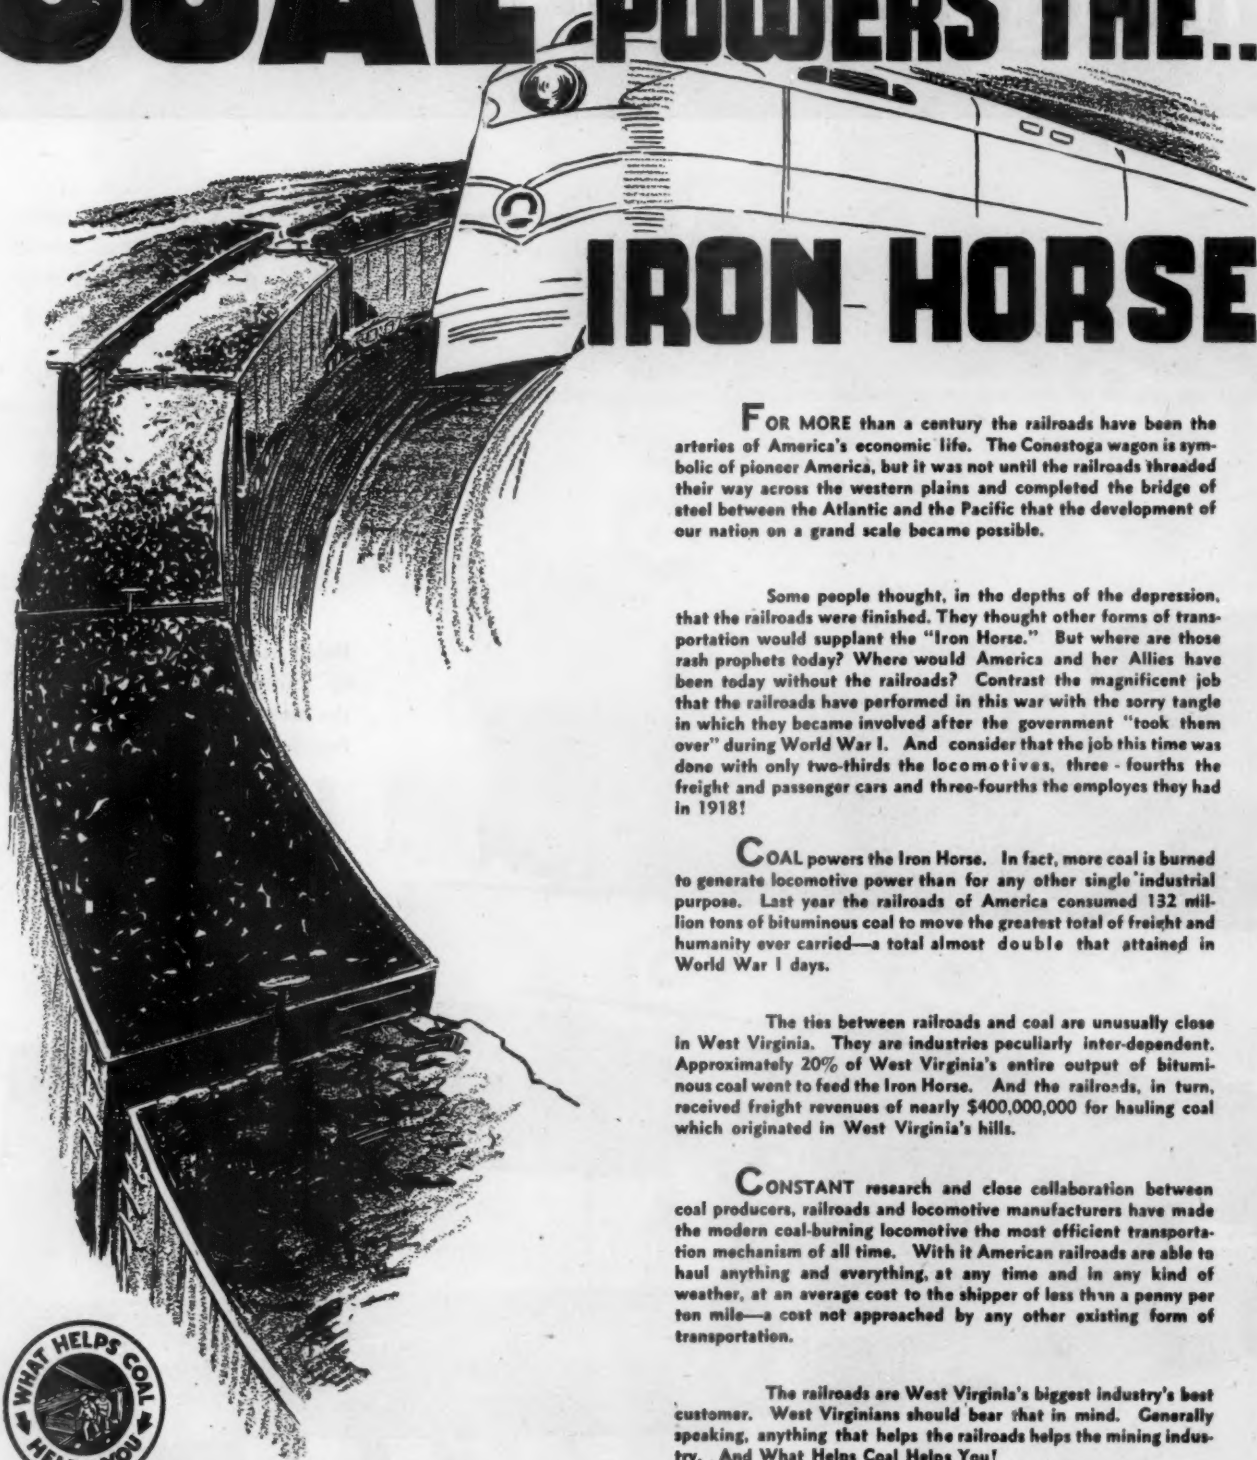 COAL POWERS THE..
IRON HORSE
FOR MORE than a century the railroads have been the
arteries of America's economic life. The Conestoga wagon is sym-
bolic of pioneer America, but it was not until the railroads threaded
their way across the western plains and completed the bridge of
steel between the Atlantic and the Pacific that the development of
our nation on a grand scale became possible.
Some people thought, in the depths of the depression,
that the railroads were finished. They thought other forms of trans-
portation would supplant the "Iron Horse." But where are those
rash prophets today? Where would America and her Allies have
been today without the railroads? Contrast the magnificent job
that the railroads have performed in this war with the sorry tangle
in which they became involved after the government "took them
over" during World War I. And consider that the job this time was
done with only two-thirds the locomotives, three - fourths the
freight and passenger cars and three-fourths the employes they had
in 1918!
COAL powers the Iron Horse. In fact, more coal is burned
to generate locomotive power than for any other single industrial
purpose. Last year the railroads of America consumed 132 mil-
lion tons of bituminous coal to move the greatest total of freight and
humanity ever carried—a total almost double that attained in
World War I days.
The ties between railroads and coal are unusually close
in West Virginia. They are industries peculiarly inter-dependent.
Approximately 20% of West Virginia's entire output of bitumi-
nous coal went to feed the Iron Horse. And the railroads, in turn,
received freight revenues of nearly $400,000,000 for hauling coal
which originated in West Virginia's hills.
CONSTANT research and close collaboration between
coal producers, railroads and locomotive manufacturers have made
the modern coal-burning locomotive the most efficient transporta-
tion mechanism of all time. With it American railroads are able to
haul anything and everything, at any time and in any kind of
weather, at an average cost to the shipper of less than a penny per
ton mile—a cost not approached by any other existing form of
transportation.
The railroads are West Virginia's biggest industry's best
customer. West Virginians should bear that in mind. Generally
speaking, anything that helps the railroads helps the mining indus-
try. And What Helps Coal Helps You!
WHAT HELPS COAL
HELPS YOU